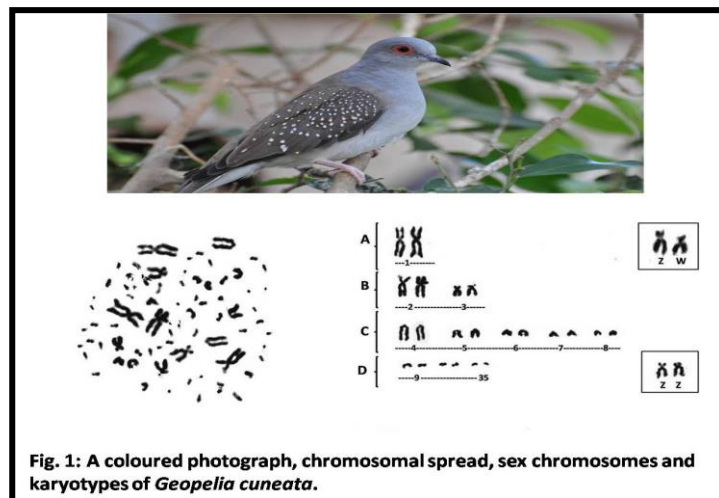 A
---1--------
Z W
B
----2-----------3----
C
-------4-----------5-----------6-----------7----------8----
D
----9-----------------35
Z Z
Fig. 1: A coloured photograph, chromosomal spread, sex chromosomes and
karyotypes of Geopelia cuneata.